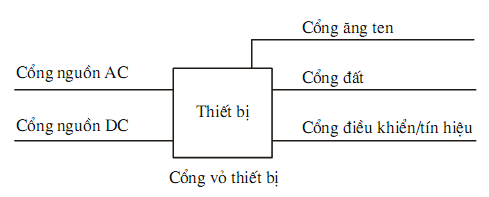 Cổng ăng ten
Cổng nguồn AC
Cổng đất
Thiết bị
Cổng nguồn DC
Cổng điều khiển/tín hiệu
Cổng vỏ thiết bị